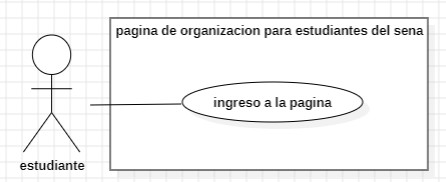 pagina de organizacion para estudiantes del sena
ingreso a la pagina
estudiante